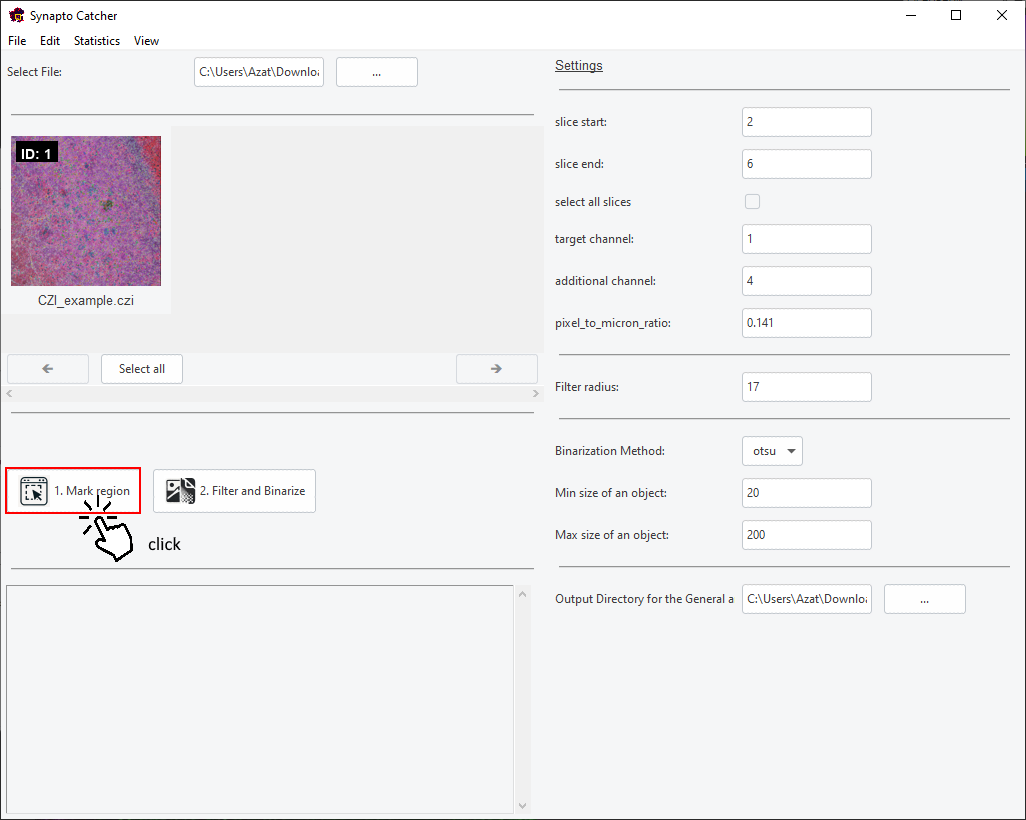 Synapto Catcher
File Edit Statistics View
Select File: C:\Users\Azat\Downloa ...
ID: 1
CZI_example.czi
Select all
1. Mark region 2. Filter and Binarize
click
Settings
slice start: 2
slice end: 6
select all slices
target channel: 1
additional channel: 4
pixel_to_micron_ratio: 0.141
Filter radius: 17
Binarization Method: otsu
Min size of an object: 20
Max size of an object: 200
Output Directory for the General a C:\Users\Azat\Downloa ...